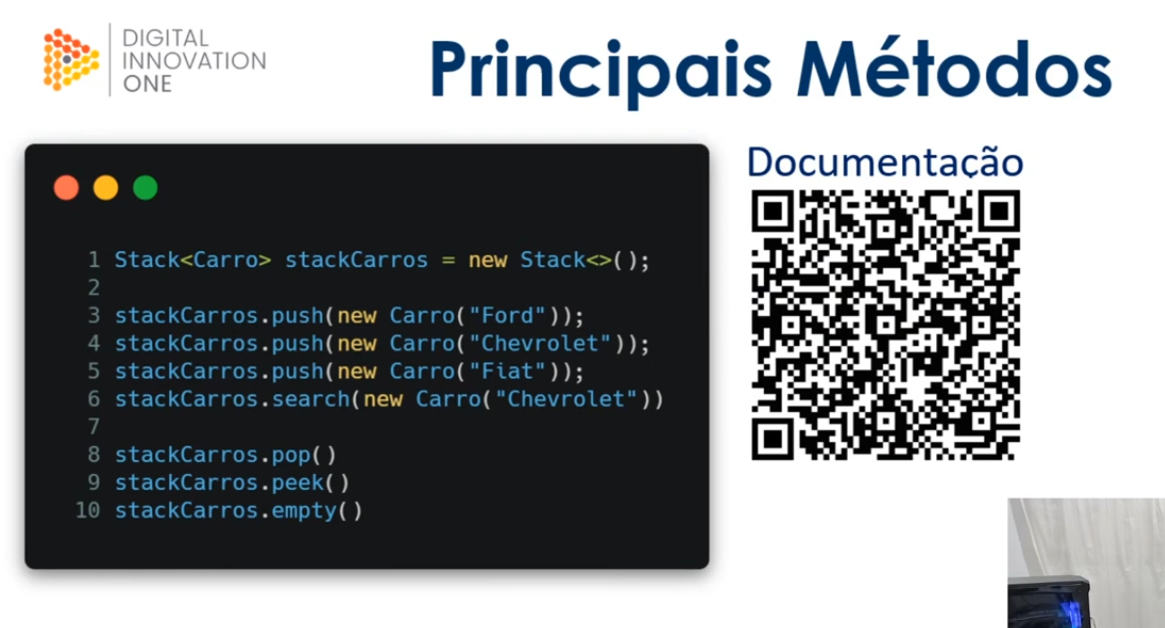 DIGITAL
INNOVATION
ONE
Principais Métodos
Documentação
1 Stack<Carro> stackCarros = new Stack<>();
2
3 stackCarros.push(new Carro("Ford"));
4 stackCarros.push(new Carro("Chevrolet"));
5 stackCarros.push(new Carro("Fiat"));
6 stackCarros.search(new Carro("Chevrolet"))
7
8 stackCarros.pop()
9 stackCarros.peek()
10 stackCarros.empty()